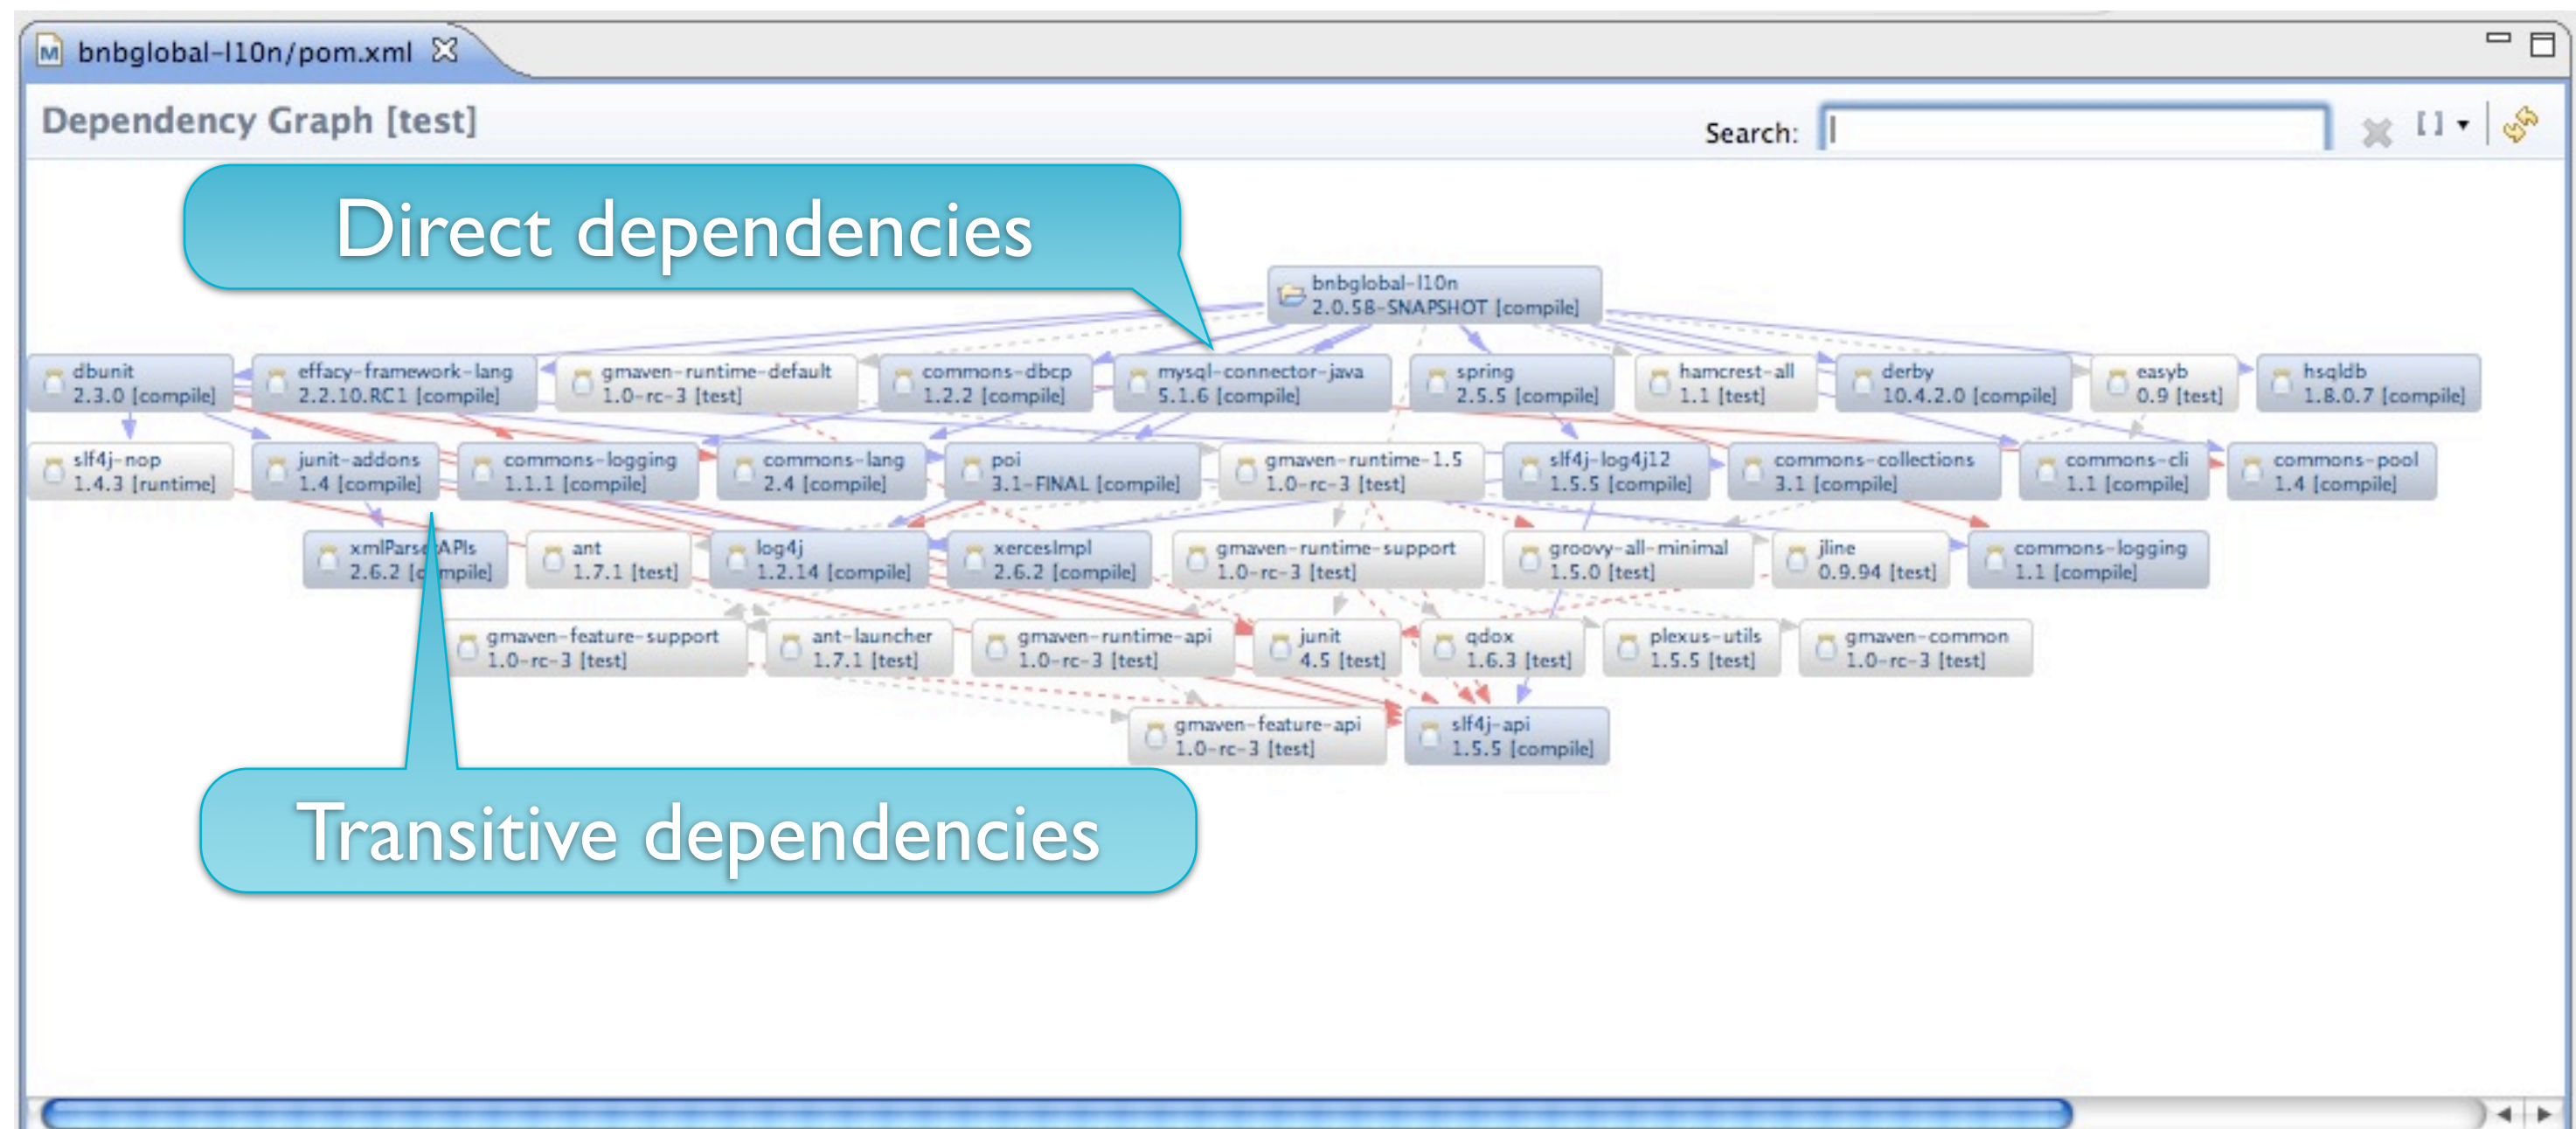 bnbglobal-l10n/pom.xml
Dependency Graph [test]
Search:
Direct dependencies
bnbglobal-l10n
2.0.58-SNAPSHOT [compile]
dbunit
2.3.0 [compile]
effacy-framework-lang
2.2.10.RC1 [compile]
gmaven-runtime-default
1.0-rc-3 [test]
commons-dbcp
1.2.2 [compile]
mysql-connector-java
5.1.6 [compile]
spring
2.5.5 [compile]
hamcrest-all
1.1 [test]
derby
10.4.2.0 [compile]
easyb
0.9 [test]
hsqldb
1.8.0.7 [compile]
slf4j-nop
1.4.3 [runtime]
junit-addons
1.4 [compile]
commons-logging
1.1.1 [compile]
commons-lang
2.4 [compile]
poi
3.1-FINAL [compile]
gmaven-runtime-1.5
1.0-rc-3 [test]
slf4j-log4j12
1.5.5 [compile]
commons-collections
3.1 [compile]
commons-cli
1.1 [compile]
commons-pool
1.4 [compile]
xmlParserAPIs
2.6.2 [compile]
ant
1.7.1 [test]
log4j
1.2.14 [compile]
xercesImpl
2.6.2 [compile]
gmaven-runtime-support
1.0-rc-3 [test]
groovy-all-minimal
1.5.0 [test]
jline
0.9.94 [test]
commons-logging
1.1 [compile]
gmaven-feature-support
1.0-rc-3 [test]
ant-launcher
1.7.1 [test]
gmaven-runtime-api
1.0-rc-3 [test]
junit
4.5 [test]
qdox
1.6.3 [test]
plexus-utils
1.5.5 [test]
gmaven-common
1.0-rc-3 [test]
gmaven-feature-api
1.0-rc-3 [test]
slf4j-api
1.5.5 [compile]
Transitive dependencies